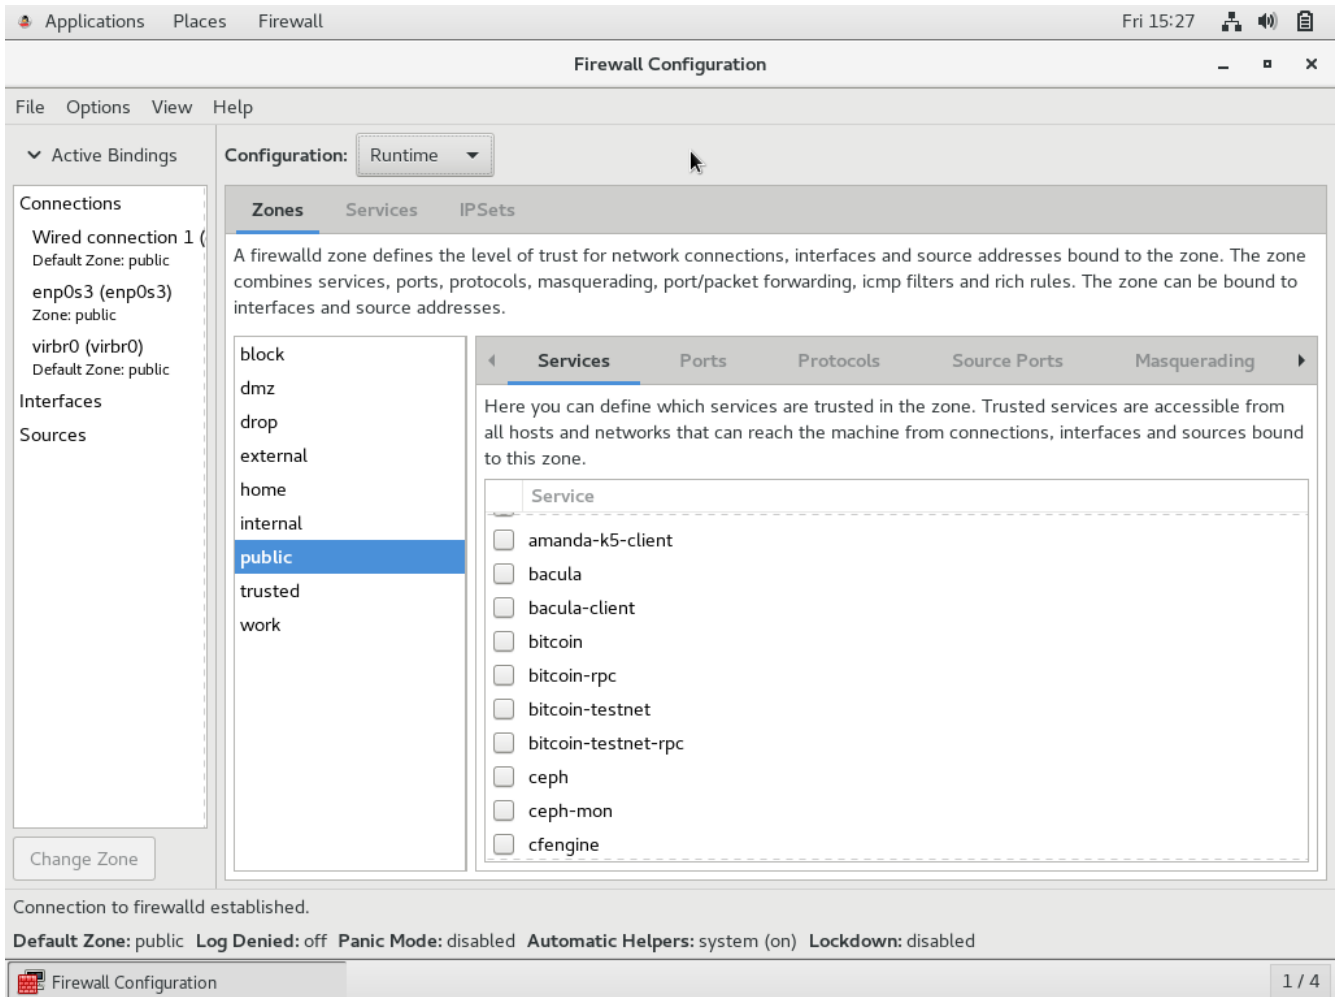 Applications Places Firewall Fri 15:27
Firewall Configuration
File Options View Help
Active Bindings
Configuration: Runtime
Connections
Wired connection 1 (
Default Zone: public
enp0s3 (enp0s3)
Zone: public
virbr0 (virbr0)
Default Zone: public
Interfaces
Sources
Change Zone
Zones Services IPSets
A firewalld zone defines the level of trust for network connections, interfaces and source addresses bound to the zone. The zone
combines services, ports, protocols, masquerading, port/packet forwarding, icmp filters and rich rules. The zone can be bound to
interfaces and source addresses.
block
dmz
drop
external
home
internal
public
trusted
work
Services Ports Protocols Source Ports Masquerading
Here you can define which services are trusted in the zone. Trusted services are accessible from
all hosts and networks that can reach the machine from connections, interfaces and sources bound
to this zone.
Service
amanda-k5-client
bacula
bacula-client
bitcoin
bitcoin-rpc
bitcoin-testnet
bitcoin-testnet-rpc
ceph
ceph-mon
cfengine
Connection to firewalld established.
Default Zone: public Log Denied: off Panic Mode: disabled Automatic Helpers: system (on) Lockdown: disabled
Firewall Configuration 1 / 4